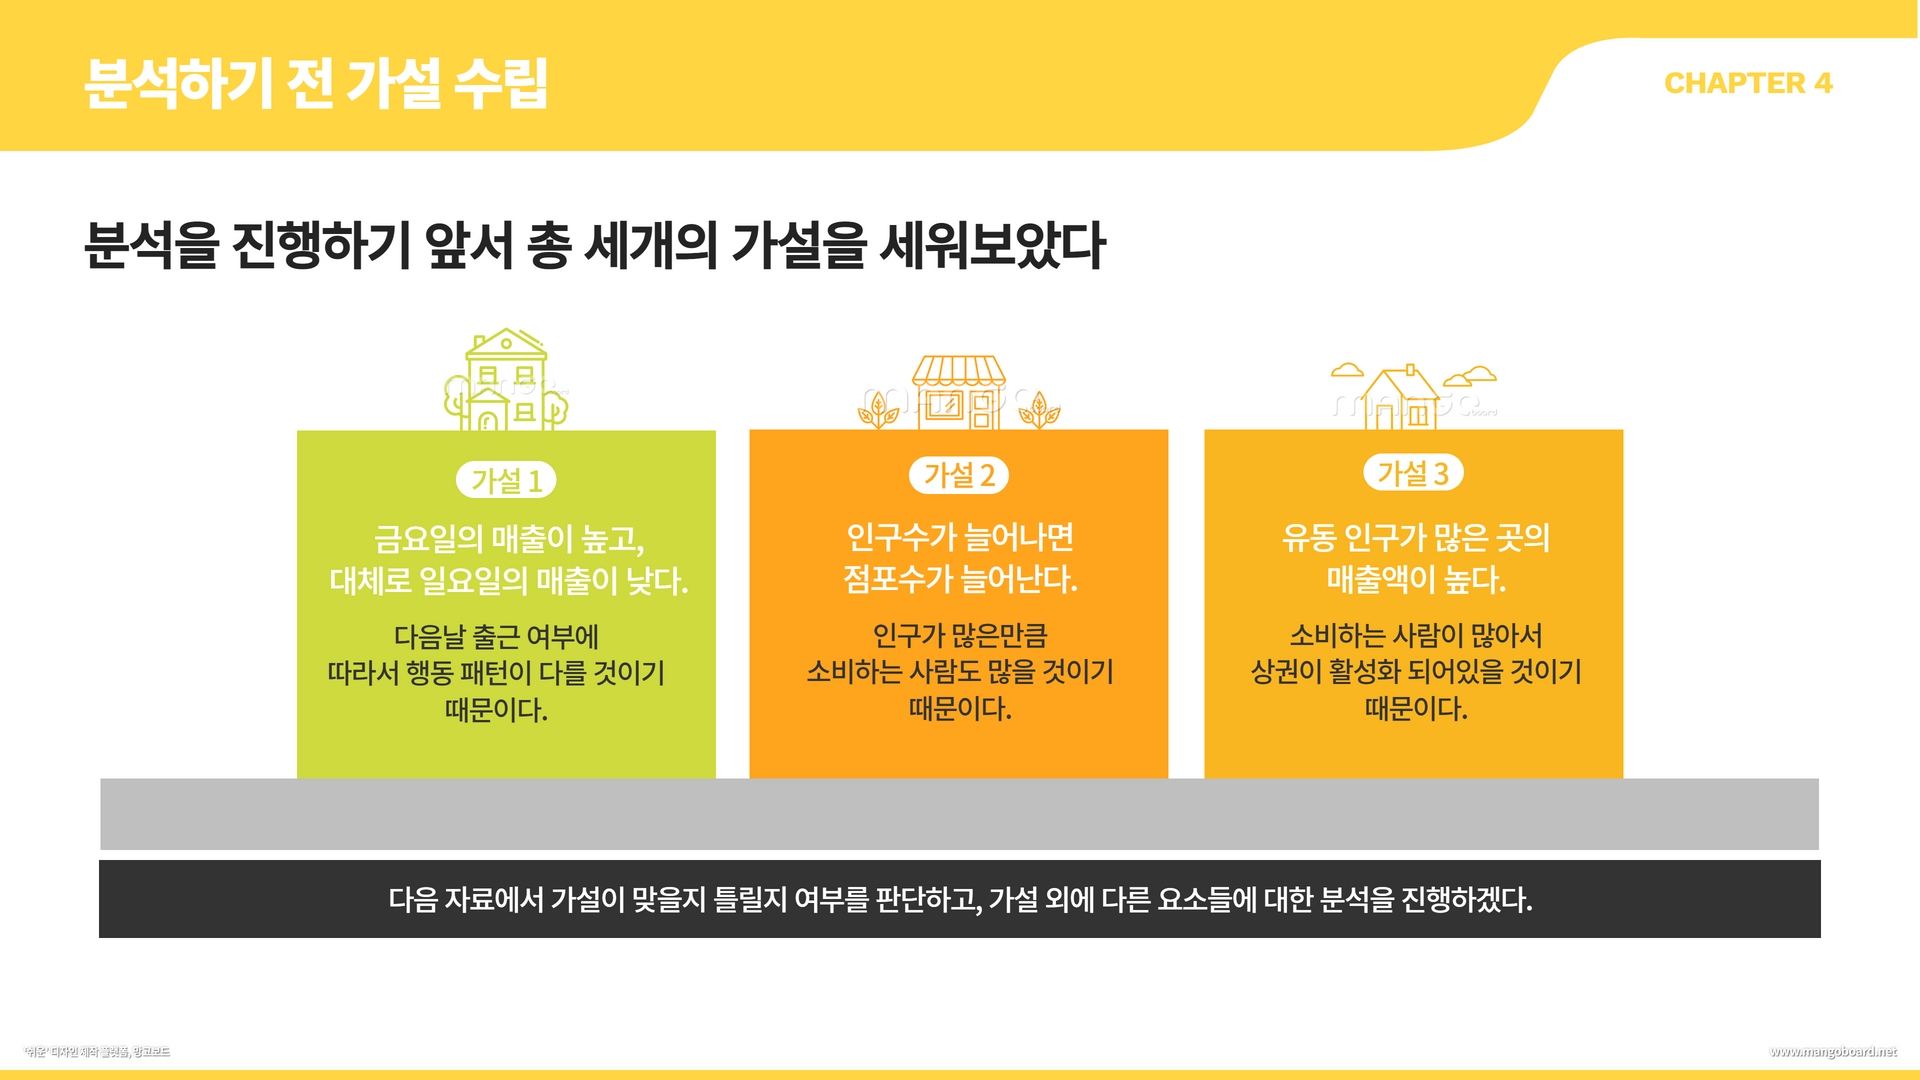 분석하기 전 가설 수립
CHAPTER 4
분석을 진행하기 앞서 총 세개의 가설을 세워보았다
가설 1
금요일의 매출이 높고,
대체로 일요일의 매출이 낮다.
다음날 출근 여부에
따라서 행동 패턴이 다를 것이기
때문이다.
가설 2
인구수가 늘어나면
점포수가 늘어난다.
인구가 많은만큼
소비하는 사람도 많을 것이기
때문이다.
가설 3
유동 인구가 많은 곳의
매출액이 높다.
소비하는 사람이 많아서
상권이 활성화 되어있을 것이기
때문이다.
다음 자료에서 가설이 맞을지 틀릴지 여부를 판단하고, 가설 외에 다른 요소들에 대한 분석을 진행하겠다.
'쉬운' 디자인 제작 플랫폼, 망고보드
www.mangoboard.net